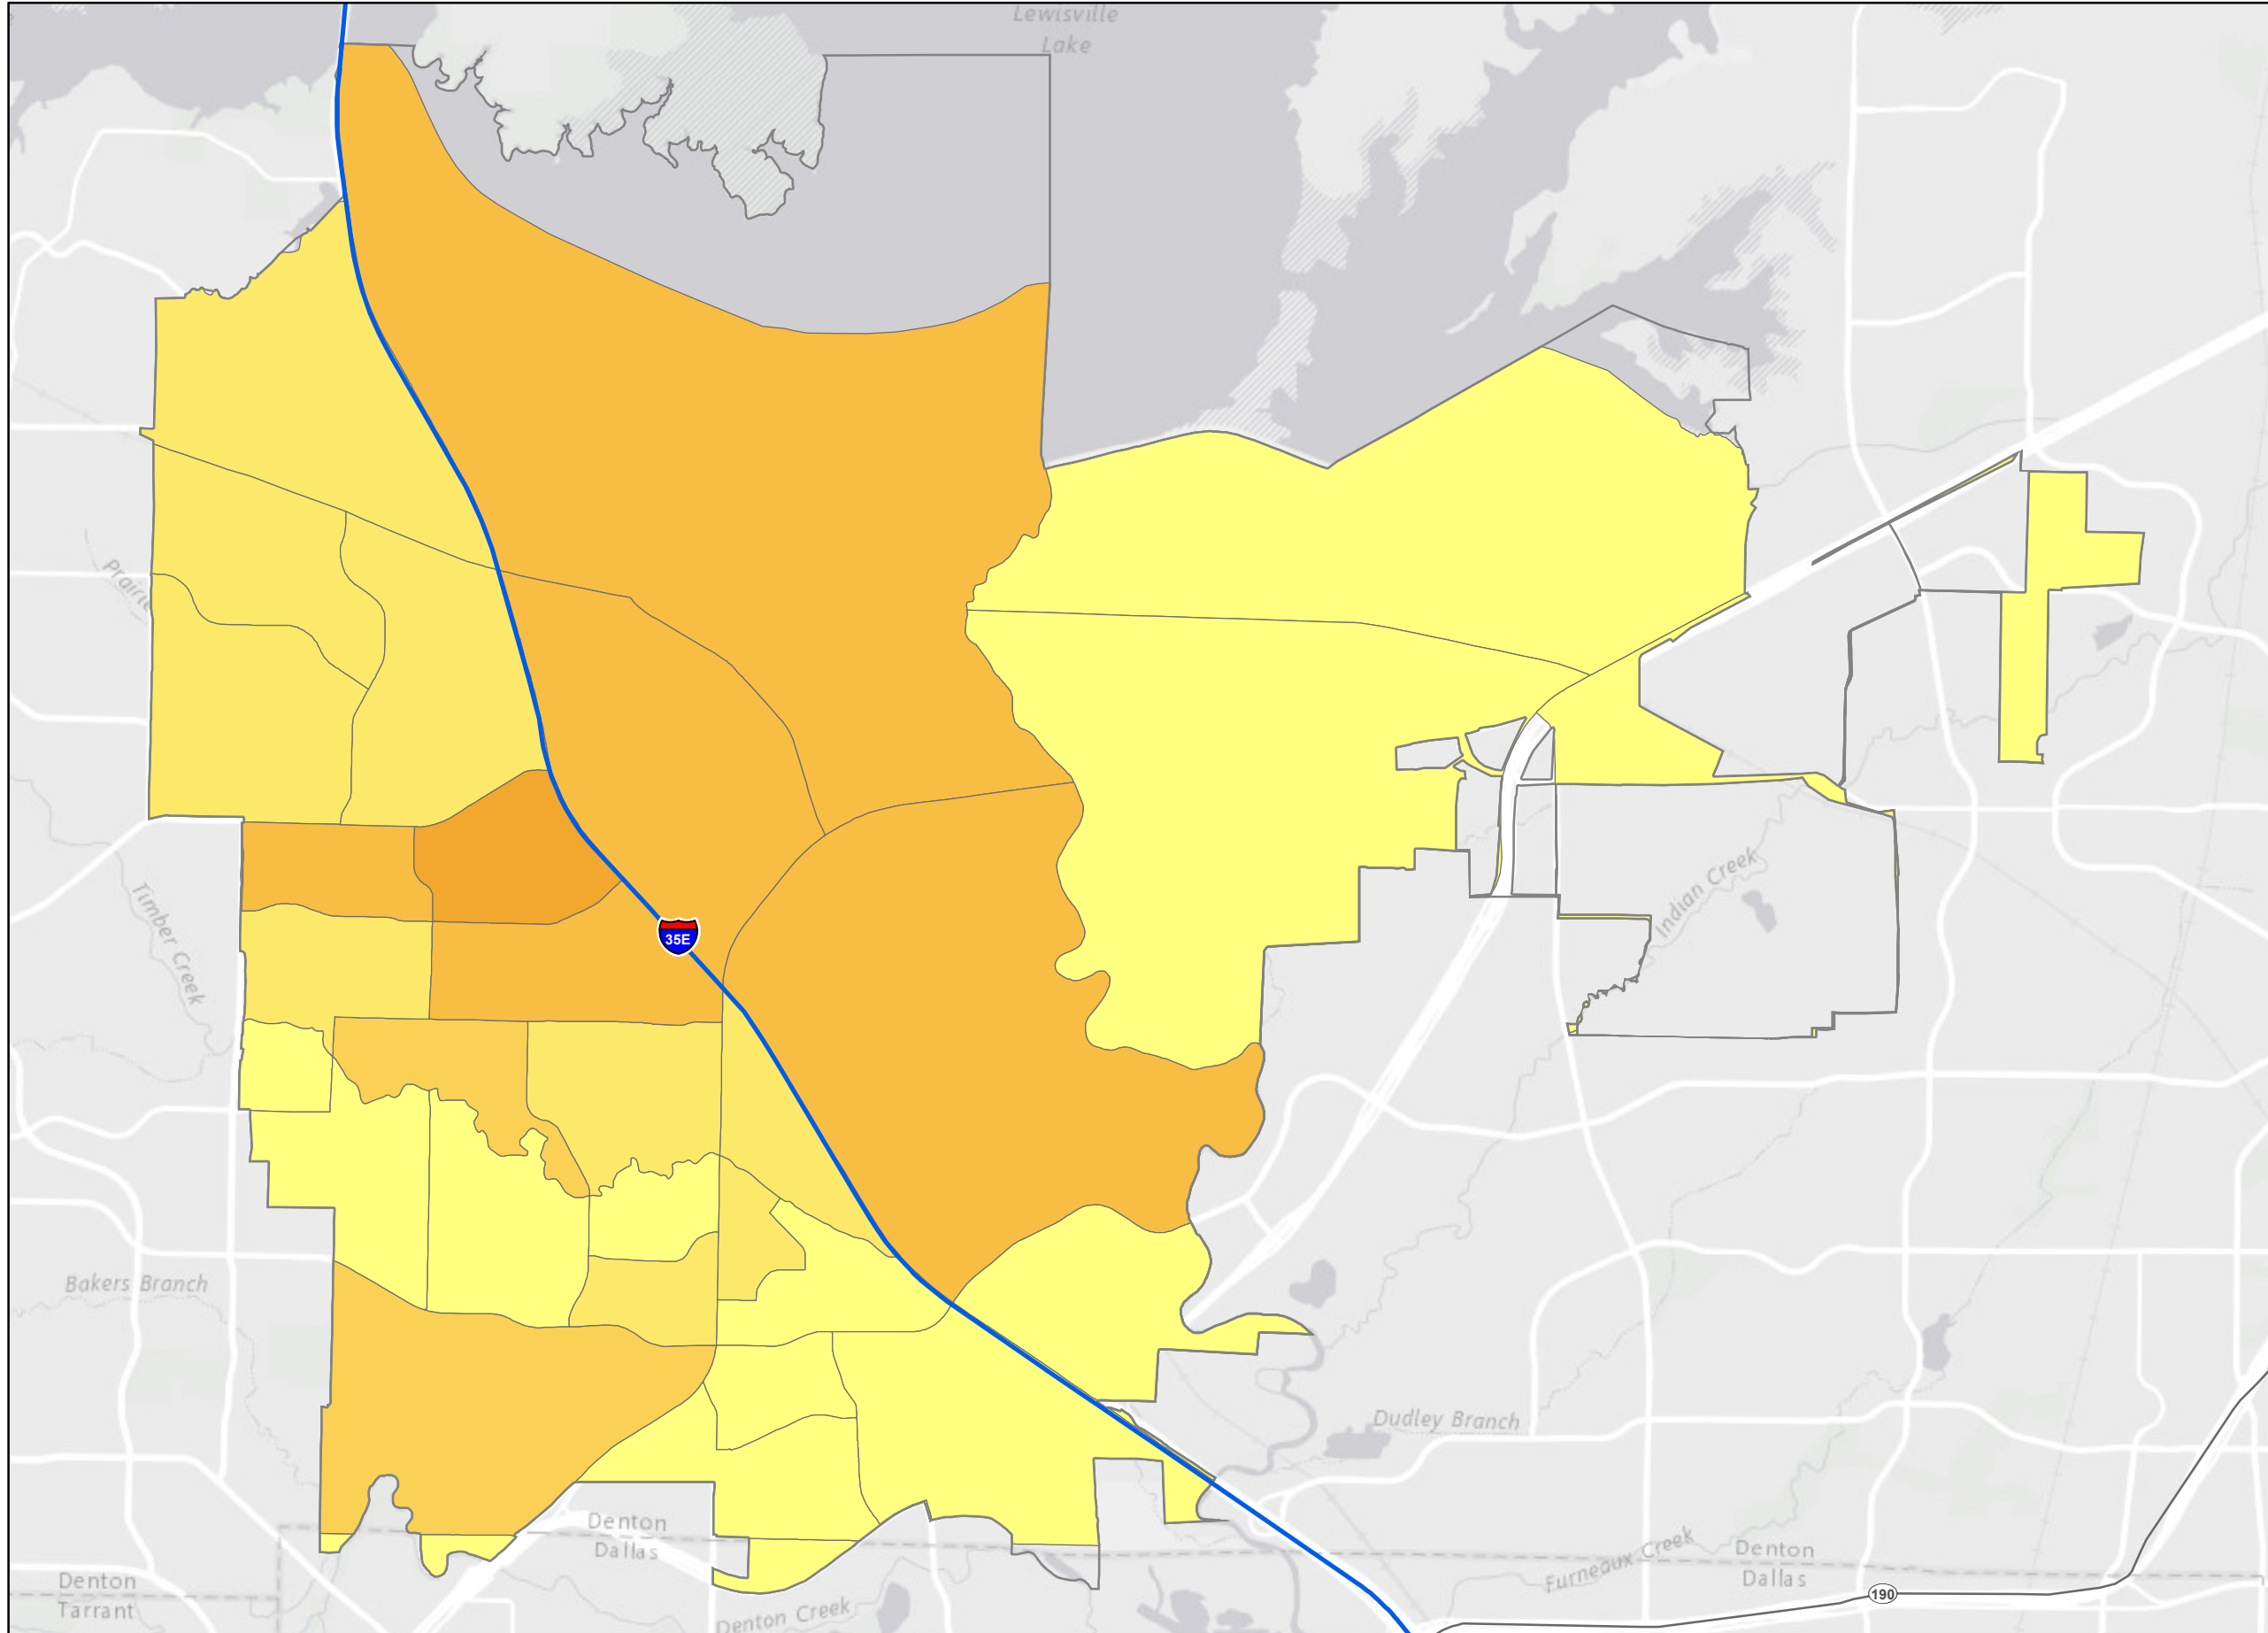 Lewisville
Lake
Prairie
Timber Creek
35E
Indian Creek
Bakers Branch
Dudley Branch
Denton
Dallas
Furneaux Creek
Denton
Dallas
Denton
Tarrant
Denton Creek
190